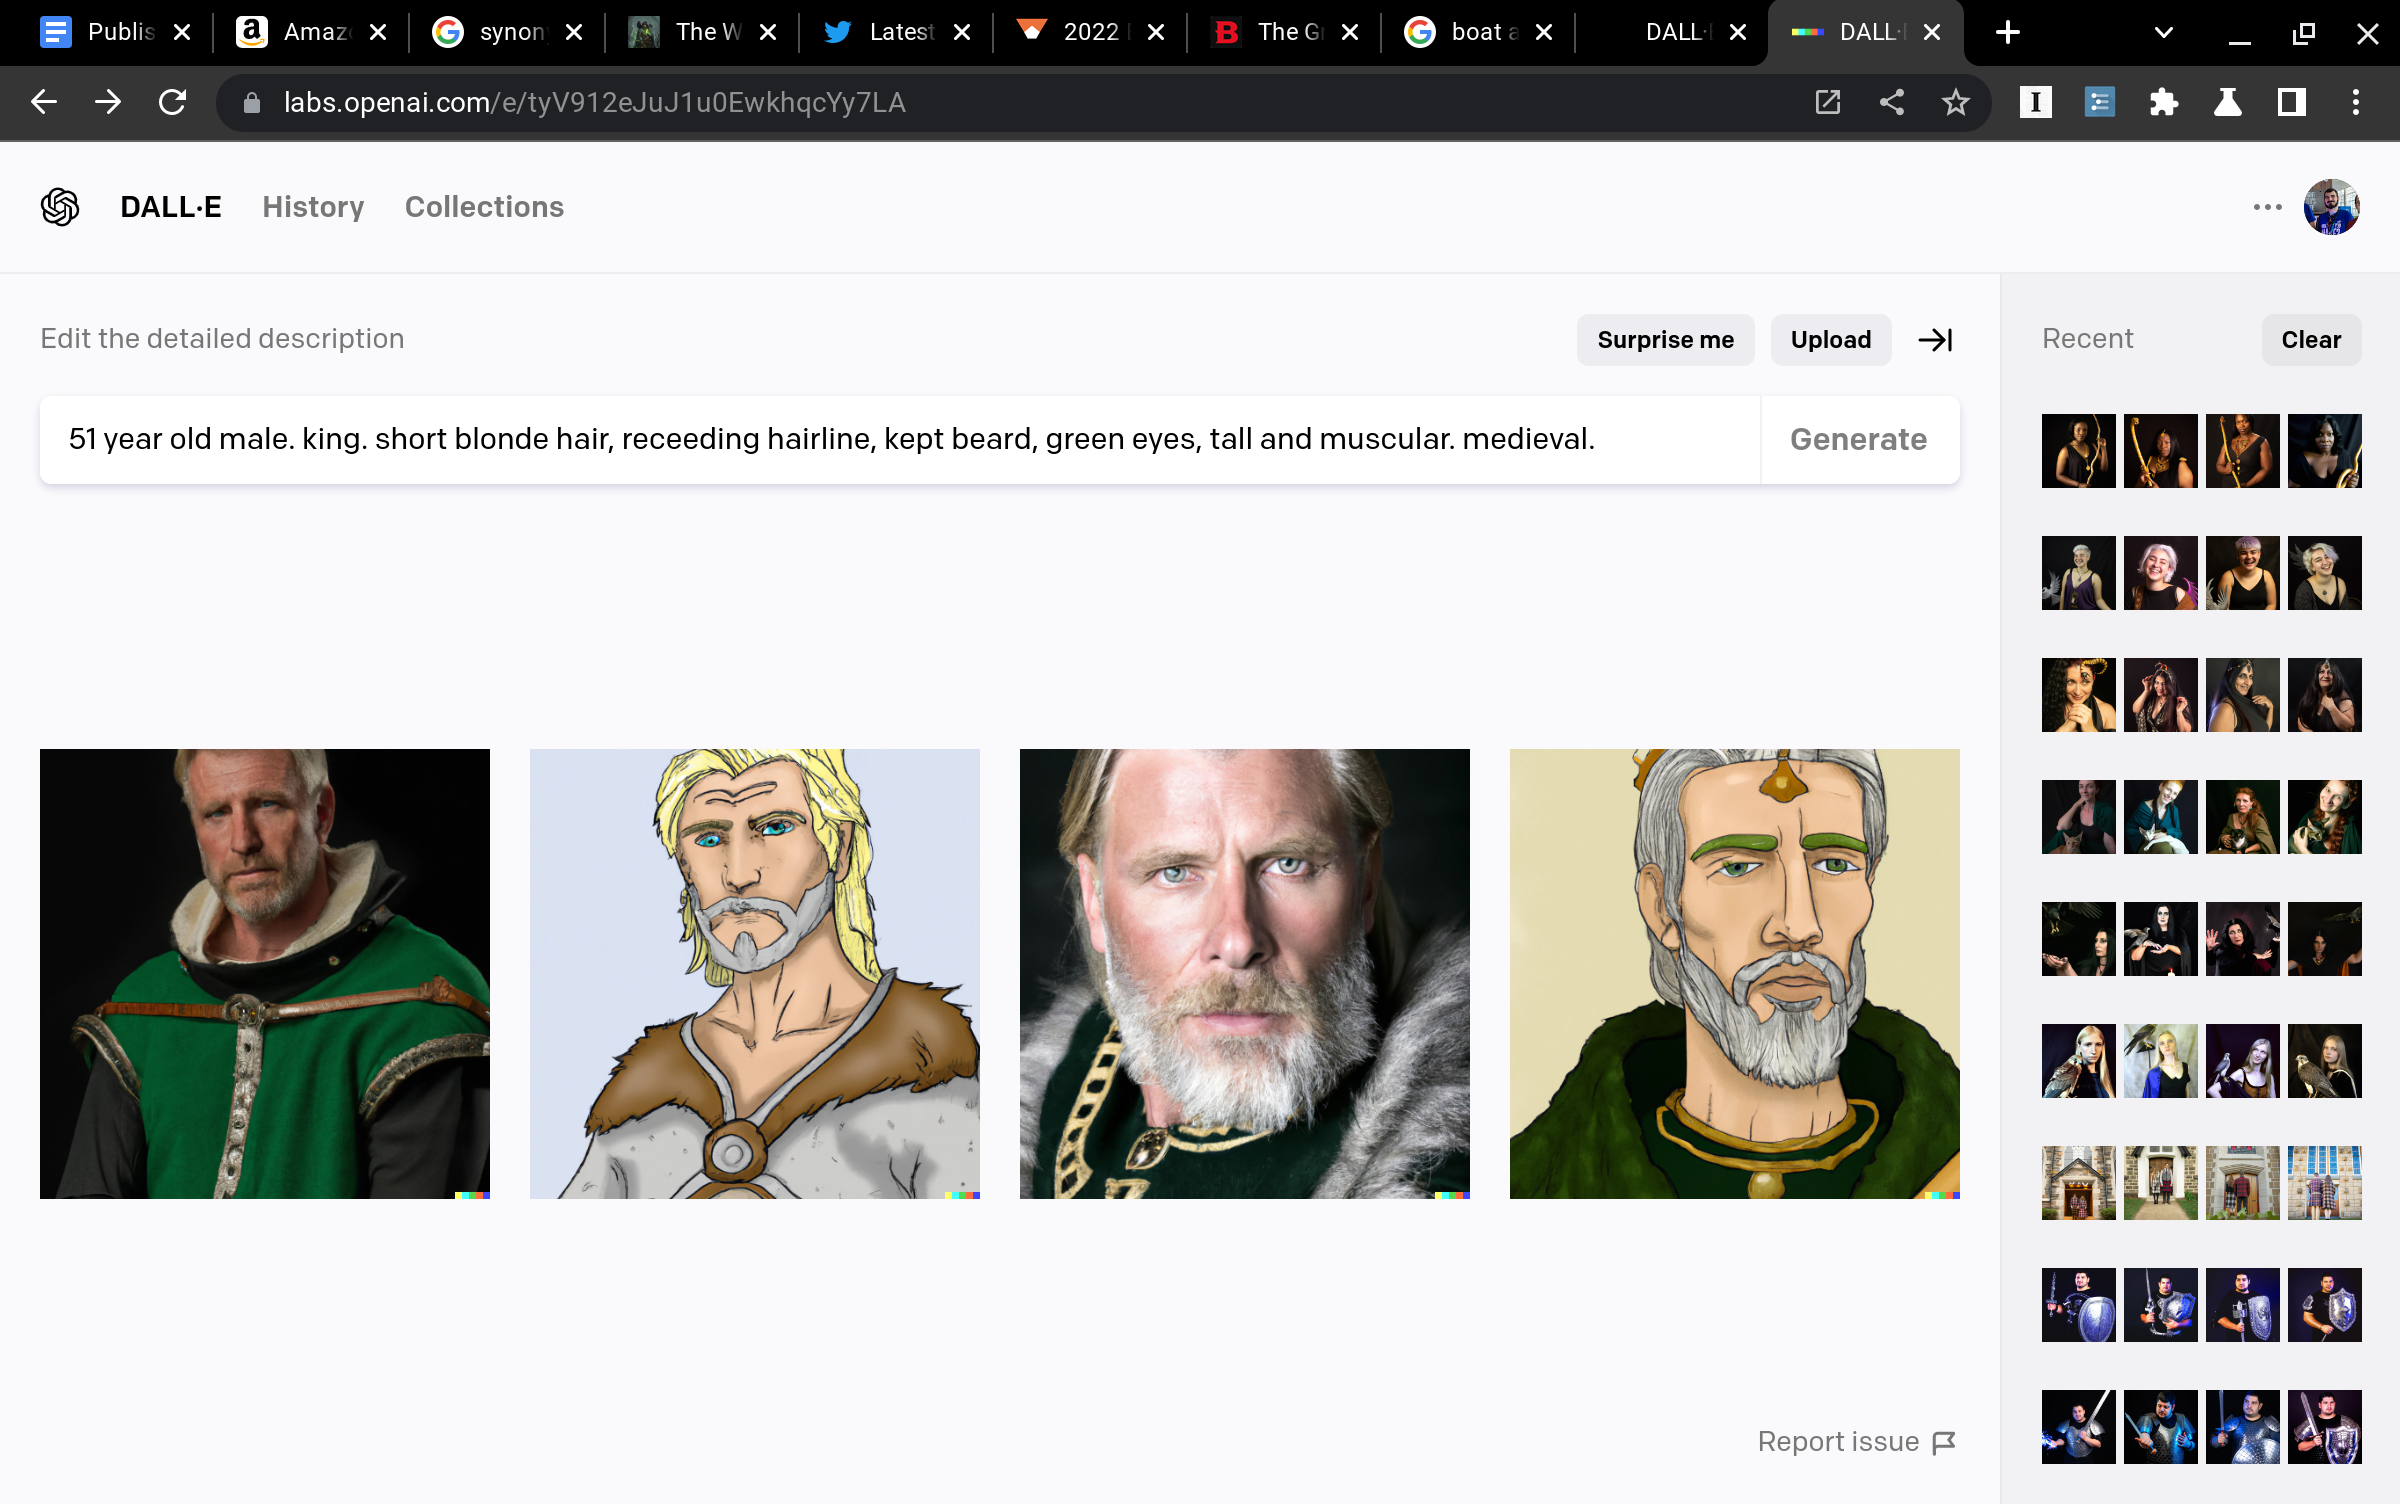 Publis
Amaz
synon
The W
Latest
2022
The G
boat a
DALL·
DALL·
labs.openai.com/e/tyV912eJuJ1u0EwkhqcYy7LA
DALL·E
History
Collections
Edit the detailed description
Surprise me
Upload
Recent
Clear
51 year old male. king. short blonde hair, receeding hairline, kept beard, green eyes, tall and muscular. medieval.
Generate
Report issue